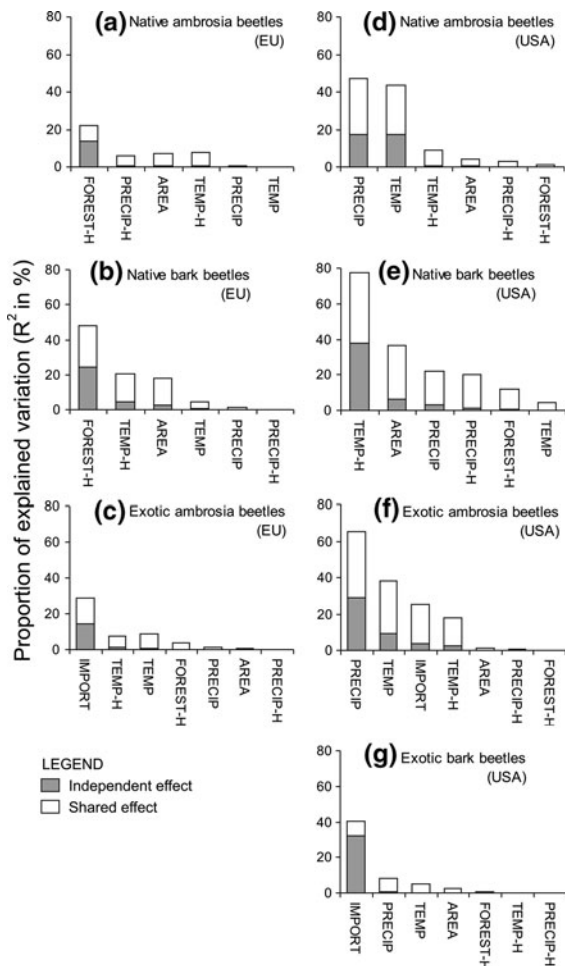 Proportion of explained variation (R² in %)
(a) Native ambrosia beetles
(EU)
80
60
40
20
0
FOREST-H
PRECIP-H
AREA
TEMP-H
PRECIP
TEMP
(b) Native bark beetles
(EU)
80
60
40
20
0
FOREST-H
TEMP-H
AREA
TEMP
PRECIP
PRECIP-H
(c) Exotic ambrosia beetles
(EU)
80
60
40
20
0
IMPORT
TEMP-H
TEMP
FOREST-H
PRECIP
AREA
PRECIP-H
LEGEND
Independent effect
Shared effect
(d) Native ambrosia beetles
(USA)
80
60
40
20
0
PRECIP
TEMP
TEMP-H
AREA
PRECIP-H
FOREST-H
(e) Native bark beetles
(USA)
80
60
40
20
0
TEMP-H
AREA
PRECIP
PRECIP-H
FOREST-H
TEMP
(f) Exotic ambrosia beetles
(USA)
80
60
40
20
0
PRECIP
TEMP
IMPORT
TEMP-H
AREA
PRECIP-H
FOREST-H
(g) Exotic bark beetles
(USA)
80
60
40
20
0
IMPORT
PRECIP
TEMP
AREA
FOREST-H
TEMP-H
PRECIP-H